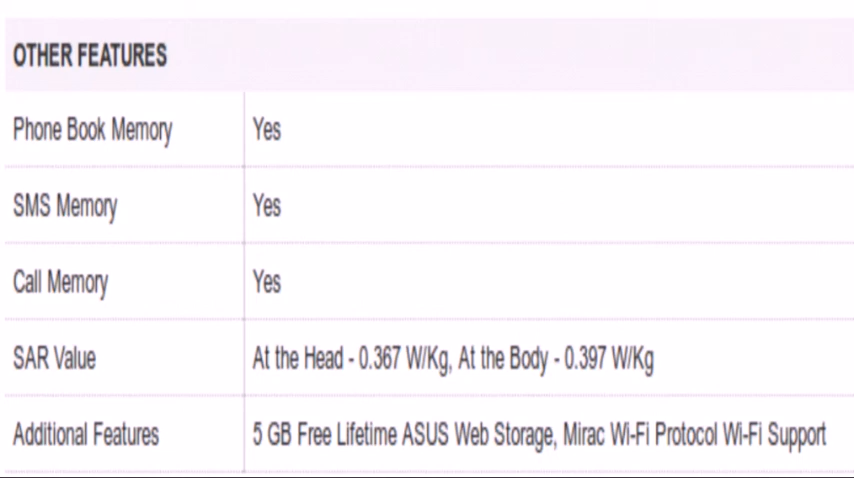 OTHER FEATURES
Phone Book Memory Yes
SMS Memory Yes
Call Memory Yes
SAR Value At the Head - 0.367 W/Kg, At the Body - 0.397 W/Kg
Additional Features 5 GB Free Lifetime ASUS Web Storage, Mirac Wi-Fi Protocol Wi-Fi Support